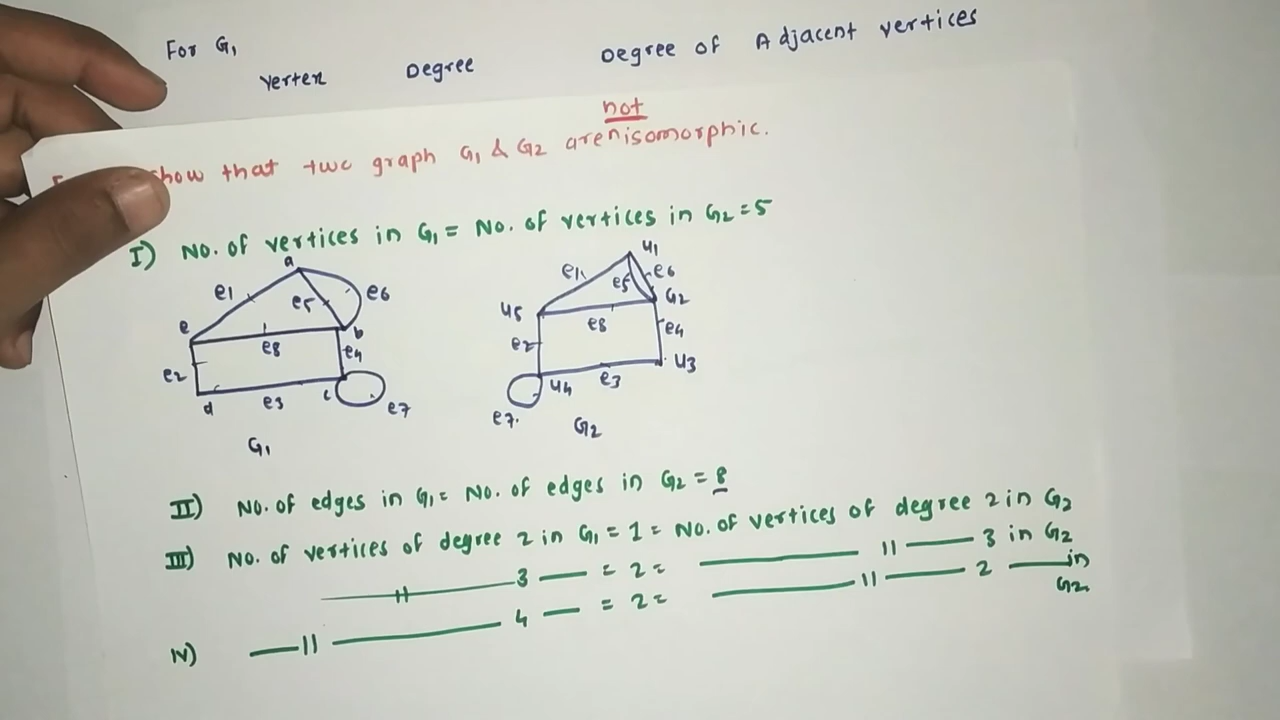 For G1
Vertex Degree Degree of Adjacent vertices
not
show that two graph G1 & G2 are isomorphic.
I) No. of vertices in G1 = No. of vertices in G2 = 5
a
e1 e5 e6
e b
e8
e2 e4
d e3 c e7
G1
u1
e1 e5 e6
u5 G2
e8
e2 e4
u4 e3 u3
e7.
G2
II) No. of edges in G1 = No. of edges in G2 = 8
III) No. of vertices of degree 2 in G1 = 1 = No. of vertices of degree 2 in G2
—— 11 —— 3 —— = 2 = —— 11 —— 3 in G2
IV) —— 11 —— 4 — = 2 = —— 11 —— 2 —— in G2.